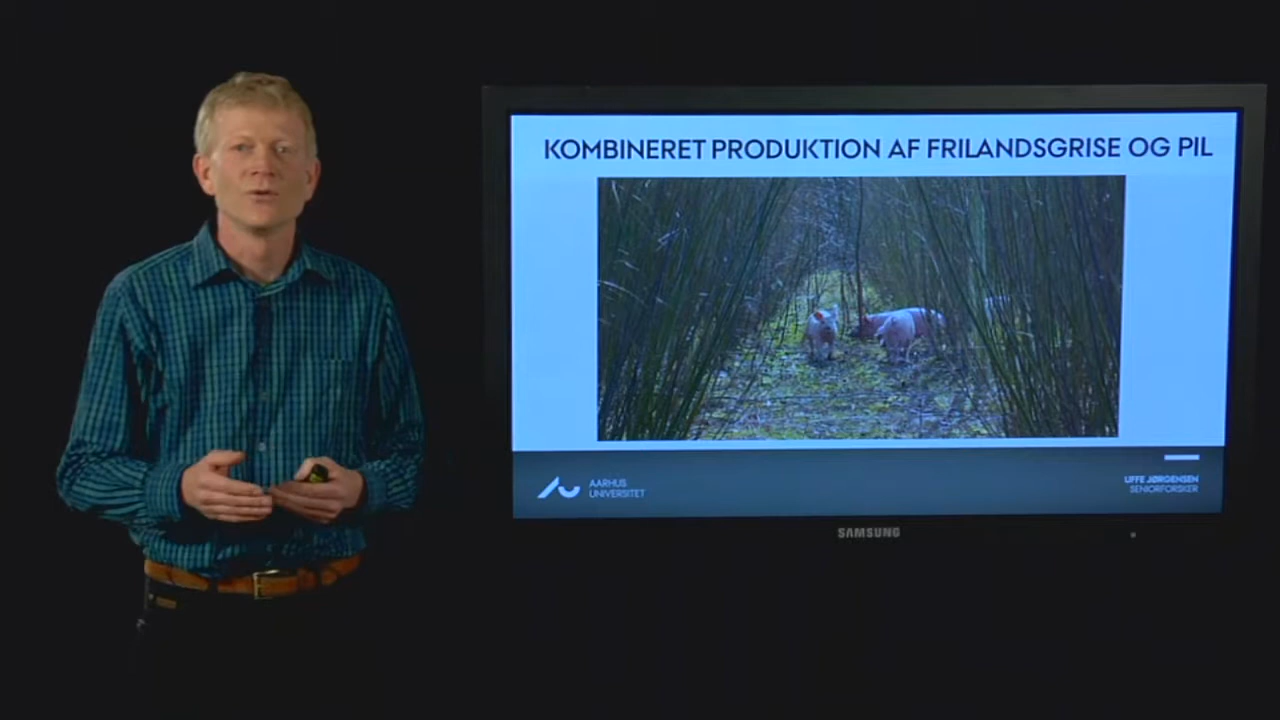 KOMBINERET PRODUKTION AF FRILANDSGRISE OG PIL
AARHUS
UNIVERSITET
UFFE JØRGENSEN
SENIORFORSKER
SAMSUNG